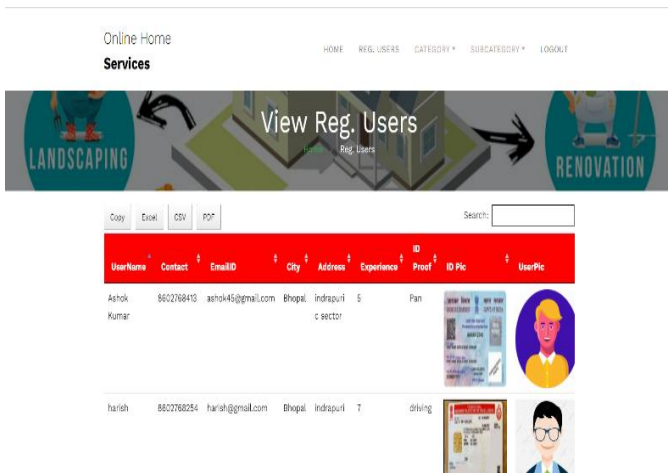 Online Home
Services
HOME REG. USERS CATEGORY SUBCATEGORY LOGOUT
View Reg. Users
Home Reg. Users
LANDSCAPING
RENOVATION
Copy Excel CSV PDF
Search:
UserName Contact EmailID City Address Experience ID Proof ID Pic UserPic
Ashok Kumar 8602768413 ashok45@gmail.com Bhopal indrapuri c sector 5 Pan
harish 8602768254 harish@gmail.com Bhopal indrapuri 7 driving